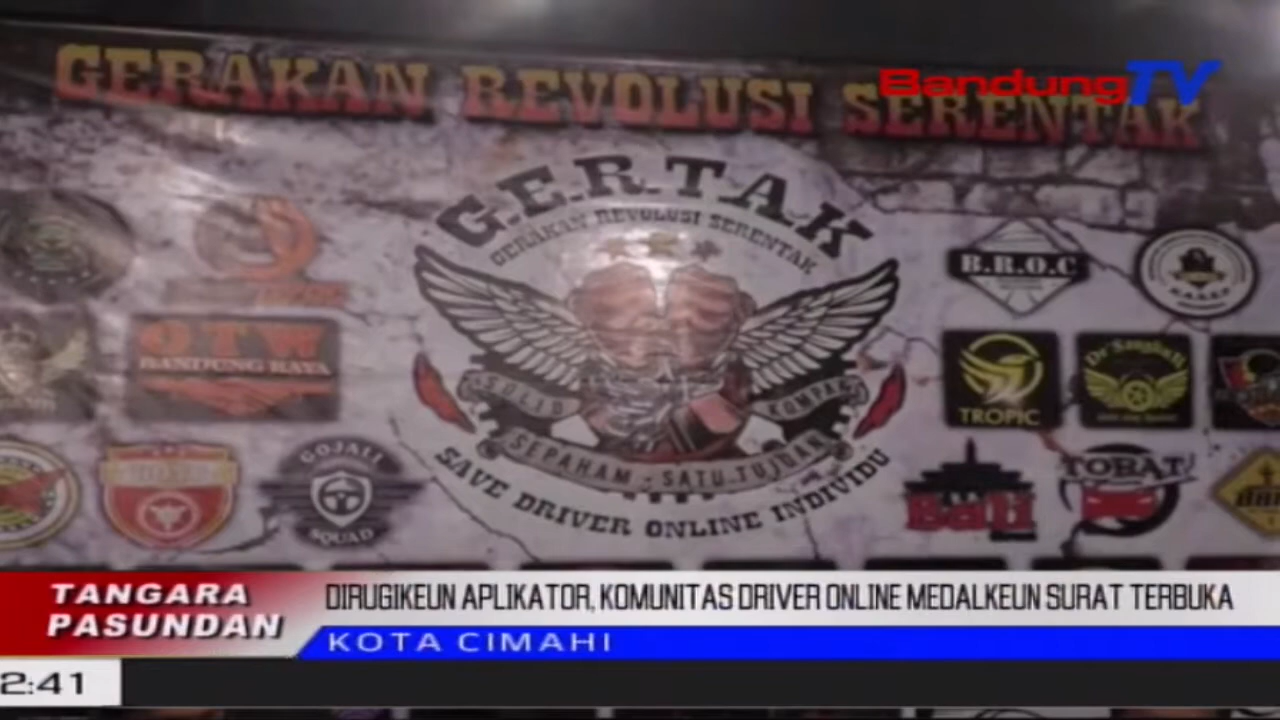 GERAKAN REVOLUSI SERENTAK
BandungTV
G.E.R.T.A.K
GERAKAN REVOLUSI SERENTAK
B.R.O.C
OTW
BANDUNG RAYA
SOLID
KOMPAK
TROPIC
SEPAHAM - SATU TUJUAN
SAVE DRIVER ONLINE INDIVIDU
GOJALI
SQUAD
Bati
TOBAT
TANGARA
PASUNDAN
DIRUGIKEUN APLIKATOR, KOMUNITAS DRIVER ONLINE MEDALKEUN SURAT TERBUKA
KOTA CIMAHI
2:41